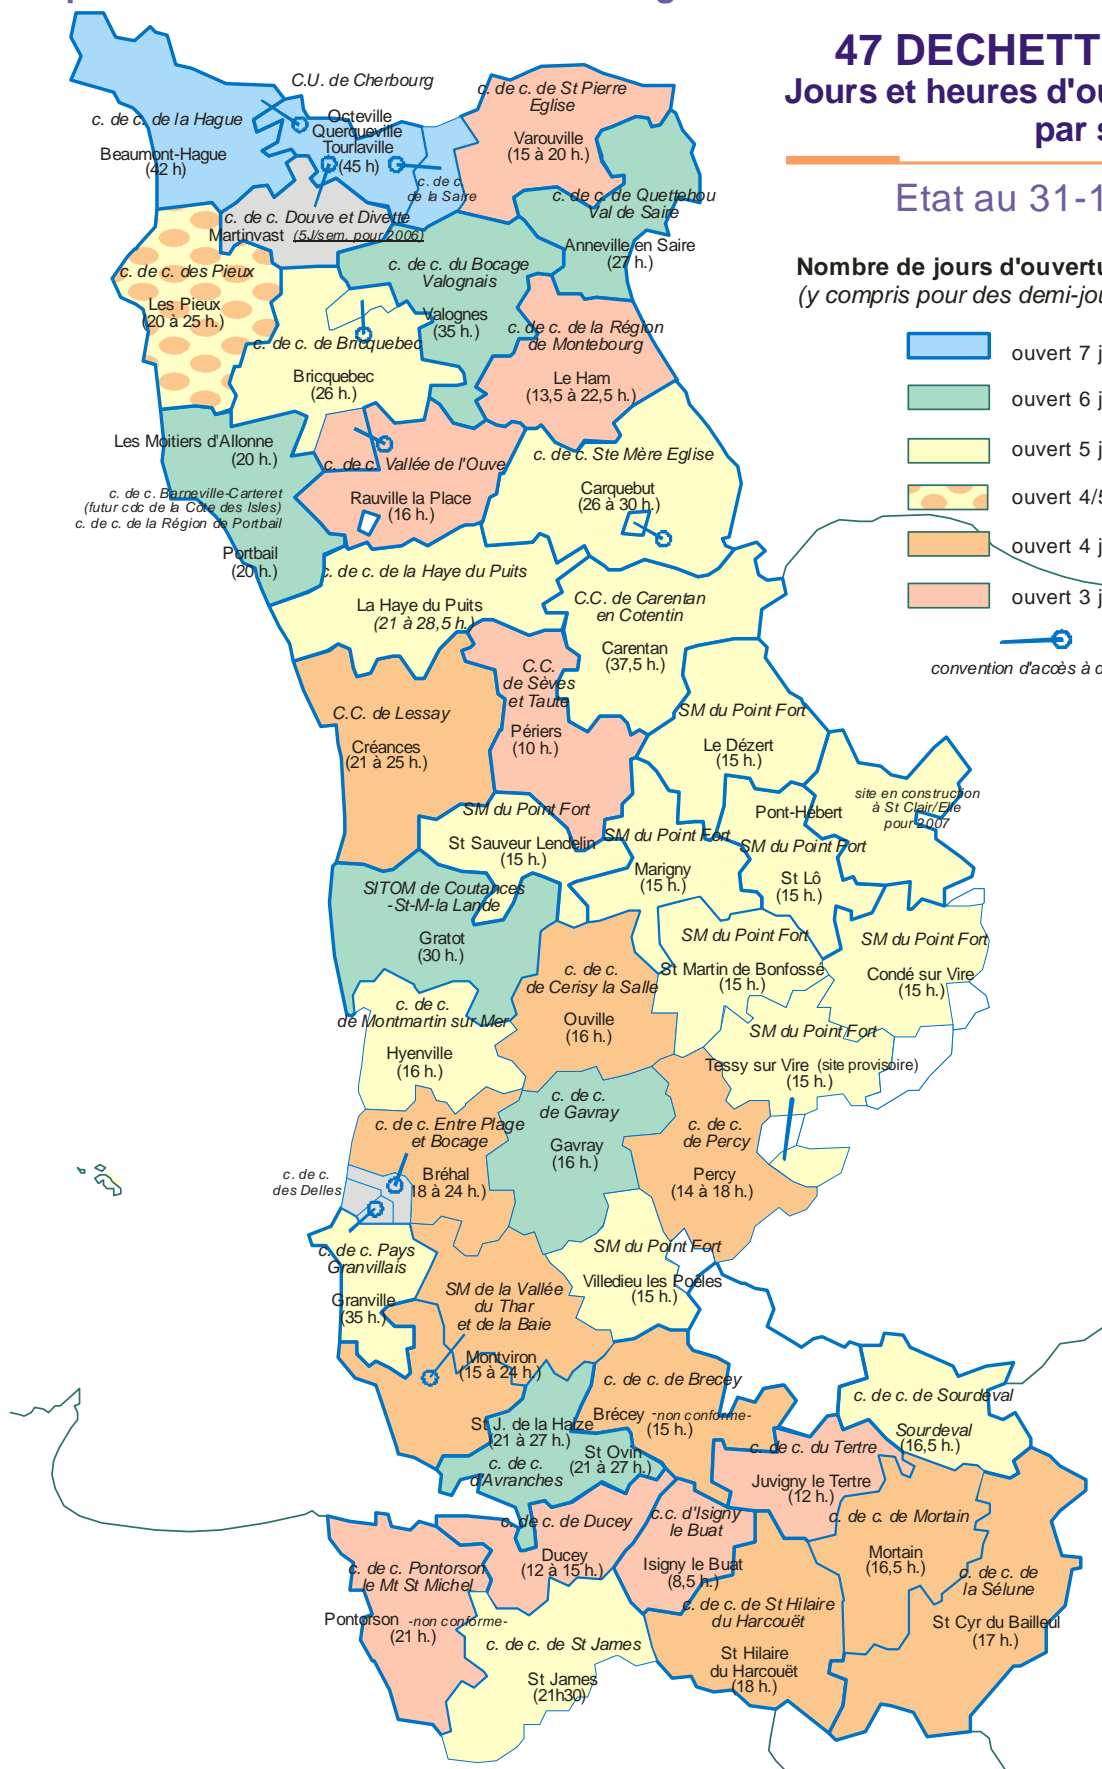 47 DECHETT
Jours et heures d'ou
par s
Etat au 31-1
Nombre de jours d'ouvertu
(y compris pour des demi-jou
ouvert 7 j
ouvert 6 j
ouvert 5 j
ouvert 4/5
ouvert 4 j
ouvert 3 j
convention d'accès à d
C.U. de Cherbourg
Octeville
Querqueville
Tourlaville
(45 h)
c. de c. de la Hague
Beaumont-Hague
(42 h)
c. de c. de St Pierre
Eglise
Varouville
(15 à 20 h.)
c. de c.
de la Saire
c. de c. de Quettehou
Val de Saire
Anneville en Saire
(27 h.)
c. de c. Douve et Divette
Martinvast (5J/sem. pour 2006)
c. de c. des Pieux
Les Pieux
(20 à 25 h.)
c. de c. du Bocage
Valognais
Valognes
(35 h.)
c. de c. de Bricquebec
Bricquebec
(26 h.)
c. de c. de la Région
de Montebourg
Le Ham
(13,5 à 22,5 h.)
Les Moitiers d'Allonne
(20 h.)
c. de c. Barneville-Carteret
(futur cdc de la Côte des Isles)
c. de c. de la Région de Portbail
Portbail
(20 h.)
c. de c. Vallée de l'Ouve
Rauville la Place
(16 h.)
c. de c. Ste Mère Eglise
Carquebut
(26 à 30 h.)
c. de c. de la Haye du Puits
La Haye du Puits
(21 à 28,5 h.)
C.C. de Carentan
en Cotentin
Carentan
(37,5 h.)
C.C.
de Sèves
et Taute
Périers
(10 h.)
C.C. de Lessay
Créances
(21 à 25 h.)
SM du Point Fort
Le Dézert
(15 h.)
site en construction
à St Clair/Elle
pour 2007
Pont-Hébert
SM du Point Fort
St Lô
(15 h.)
SM du Point Fort
St Sauveur Lendelin
(15 h.)
SM du Point Fort
Marigny
(15 h.)
SITOM de Coutances
-St-M-la Lande
Gratot
(30 h.)
c. de c.
de Cerisy la Salle
Ouville
(16 h.)
SM du Point Fort
St Martin de Bonfossé
(15 h.)
SM du Point Fort
Condé sur Vire
(15 h.)
c. de c.
de Montmartin sur Mer
Hyenville
(16 h.)
SM du Point Fort
Tessy sur Vire (site provisoire)
(15 h.)
c. de c.
de Gavray
Gavray
(16 h.)
c. de c. Entre Plage
et Bocage
Bréhal
18 à 24 h.)
c. de c.
de Percy
Percy
(14 à 18 h.)
c. de c.
des Delles
c. de c. Pays
Granvillais
Granville
(35 h.)
SM du Point Fort
Villedieu les Poëles
(15 h.)
SM de la Vallée
du Thar
et de la Baie
Montviron
(15 à 24 h.)
c. de c. de Brecey
Brécey -non conforme-
(15 h.)
c. de c. de Sourdeval
Sourdeval
(16,5 h.)
St J. de la Haize
(21 à 27 h.)
St Ovin
(21 à 27 h.)
c. de c.
d'Avranches
c. de c. du Tertre
Juvigny le Tertre
(12 h.)
c. de c. de Mortain
Mortain
(16,5 h.)
c. de c. de Ducey
Ducey
(12 à 15 h.)
c.c. d'Isigny
le Buat
Isigny le Buat
(8,5 h.)
c. de c. de
la Sélune
St Cyr du Bailleul
(17 h.)
c. de c. Pontorson
le Mt St Michel
Pontorson -non conforme-
(21 h.)
c. de c. de St Hilaire
du Harcouët
St Hilaire
du Harcouët
(18 h.)
c. de c. de St James
St James
(21h30)